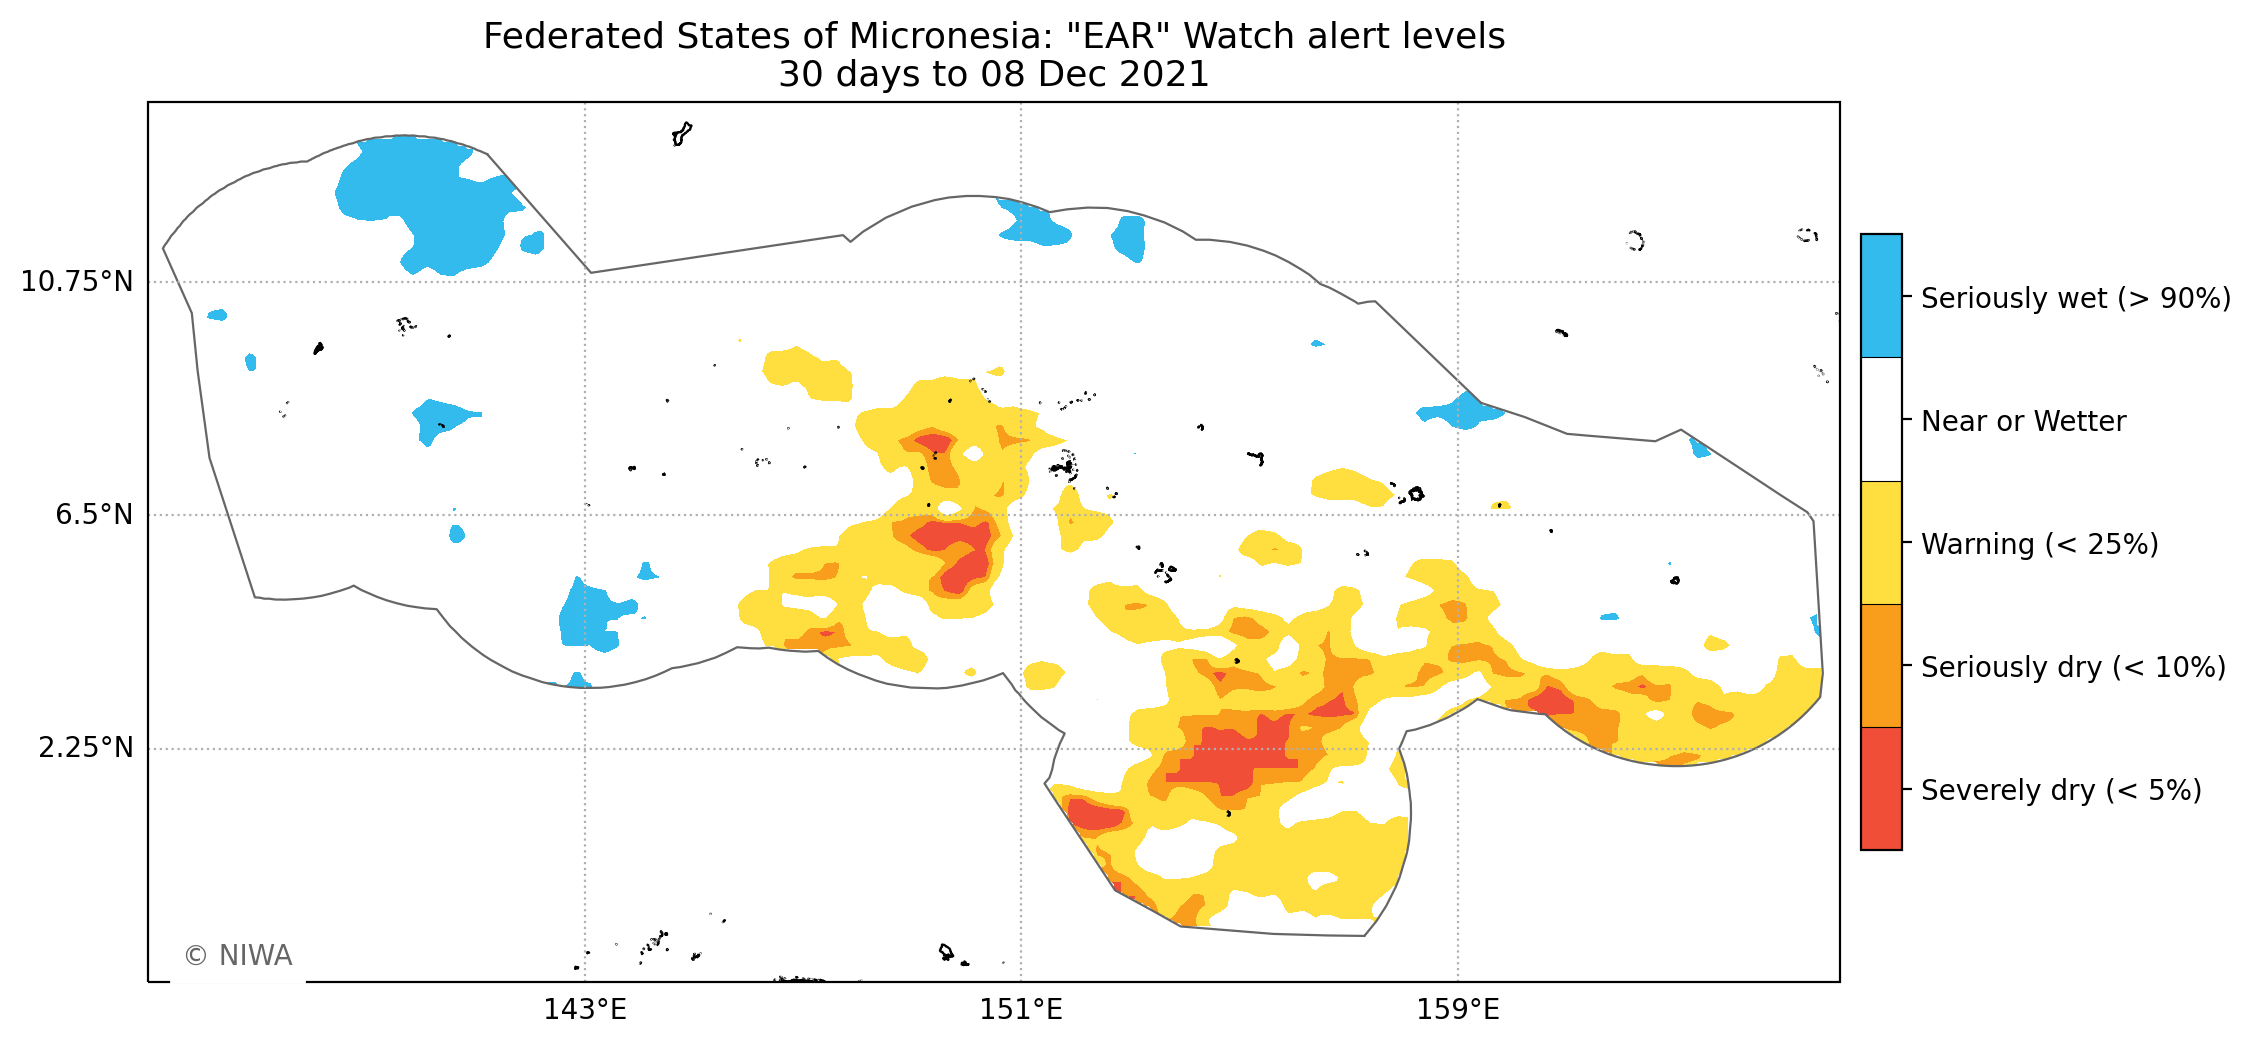 Federated States of Micronesia: "EAR" Watch alert levels
30 days to 08 Dec 2021
10.75°N
6.5°N
2.25°N
143°E
151°E
159°E
© NIWA
Seriously wet (> 90%)
Near or Wetter
Warning (< 25%)
Seriously dry (< 10%)
Severely dry (< 5%)